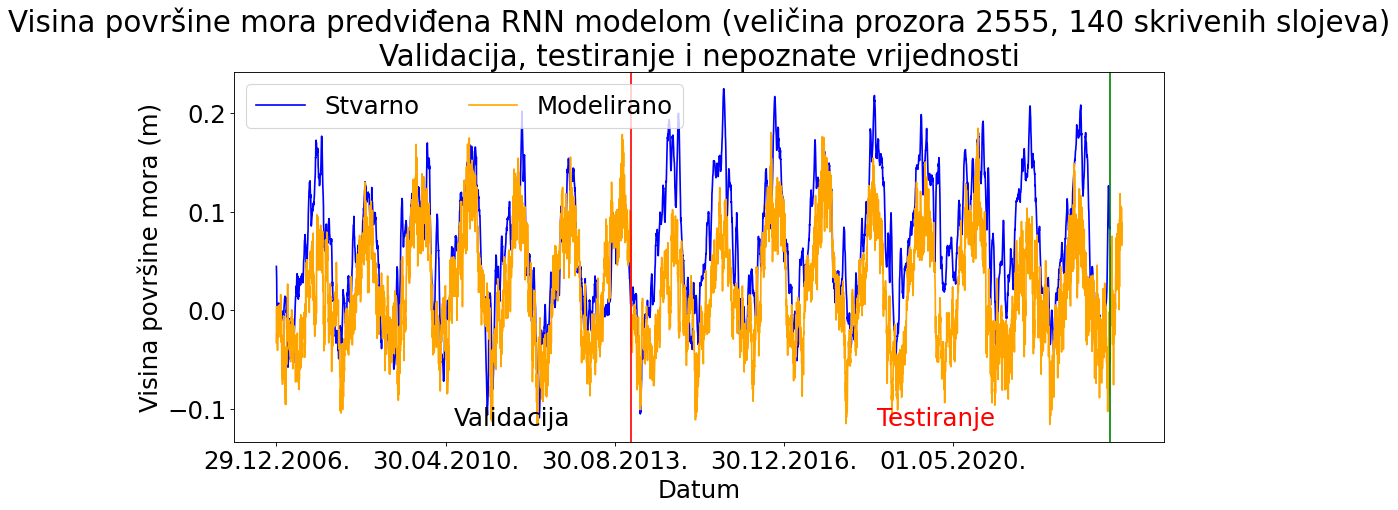 Visina površine mora predviđena RNN modelom (veličina prozora 2555, 140 skrivenih slojeva)
Validacija, testiranje i nepoznate vrijednosti
Stvarno Modelirano
Visina površine mora (m)
0.2
0.1
0.0
−0.1
Validacija Testiranje
29.12.2006. 30.04.2010. 30.08.2013. 30.12.2016. 01.05.2020.
Datum